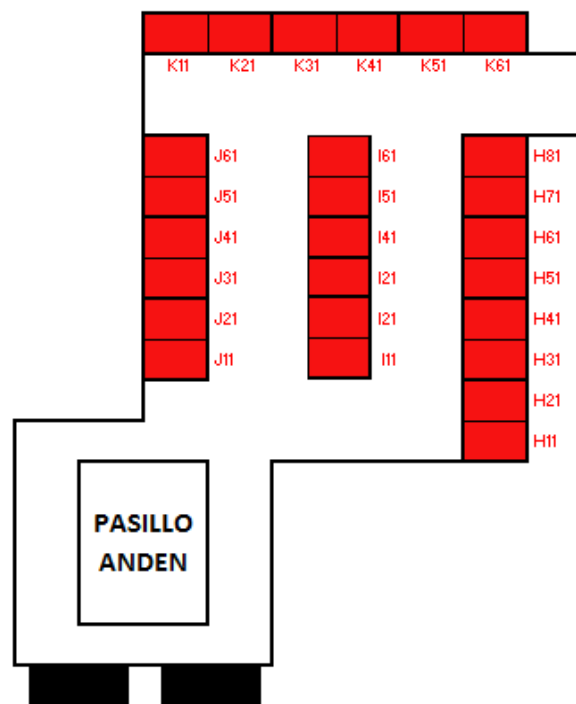 K11 K21 K31 K41 K51 K61
J61 I61 H81
J51 I51 H71
J41 I41 H61
J31 I21 H51
J21 I21 H41
J11 I11 H31
H21
H11
PASILLO
ANDEN